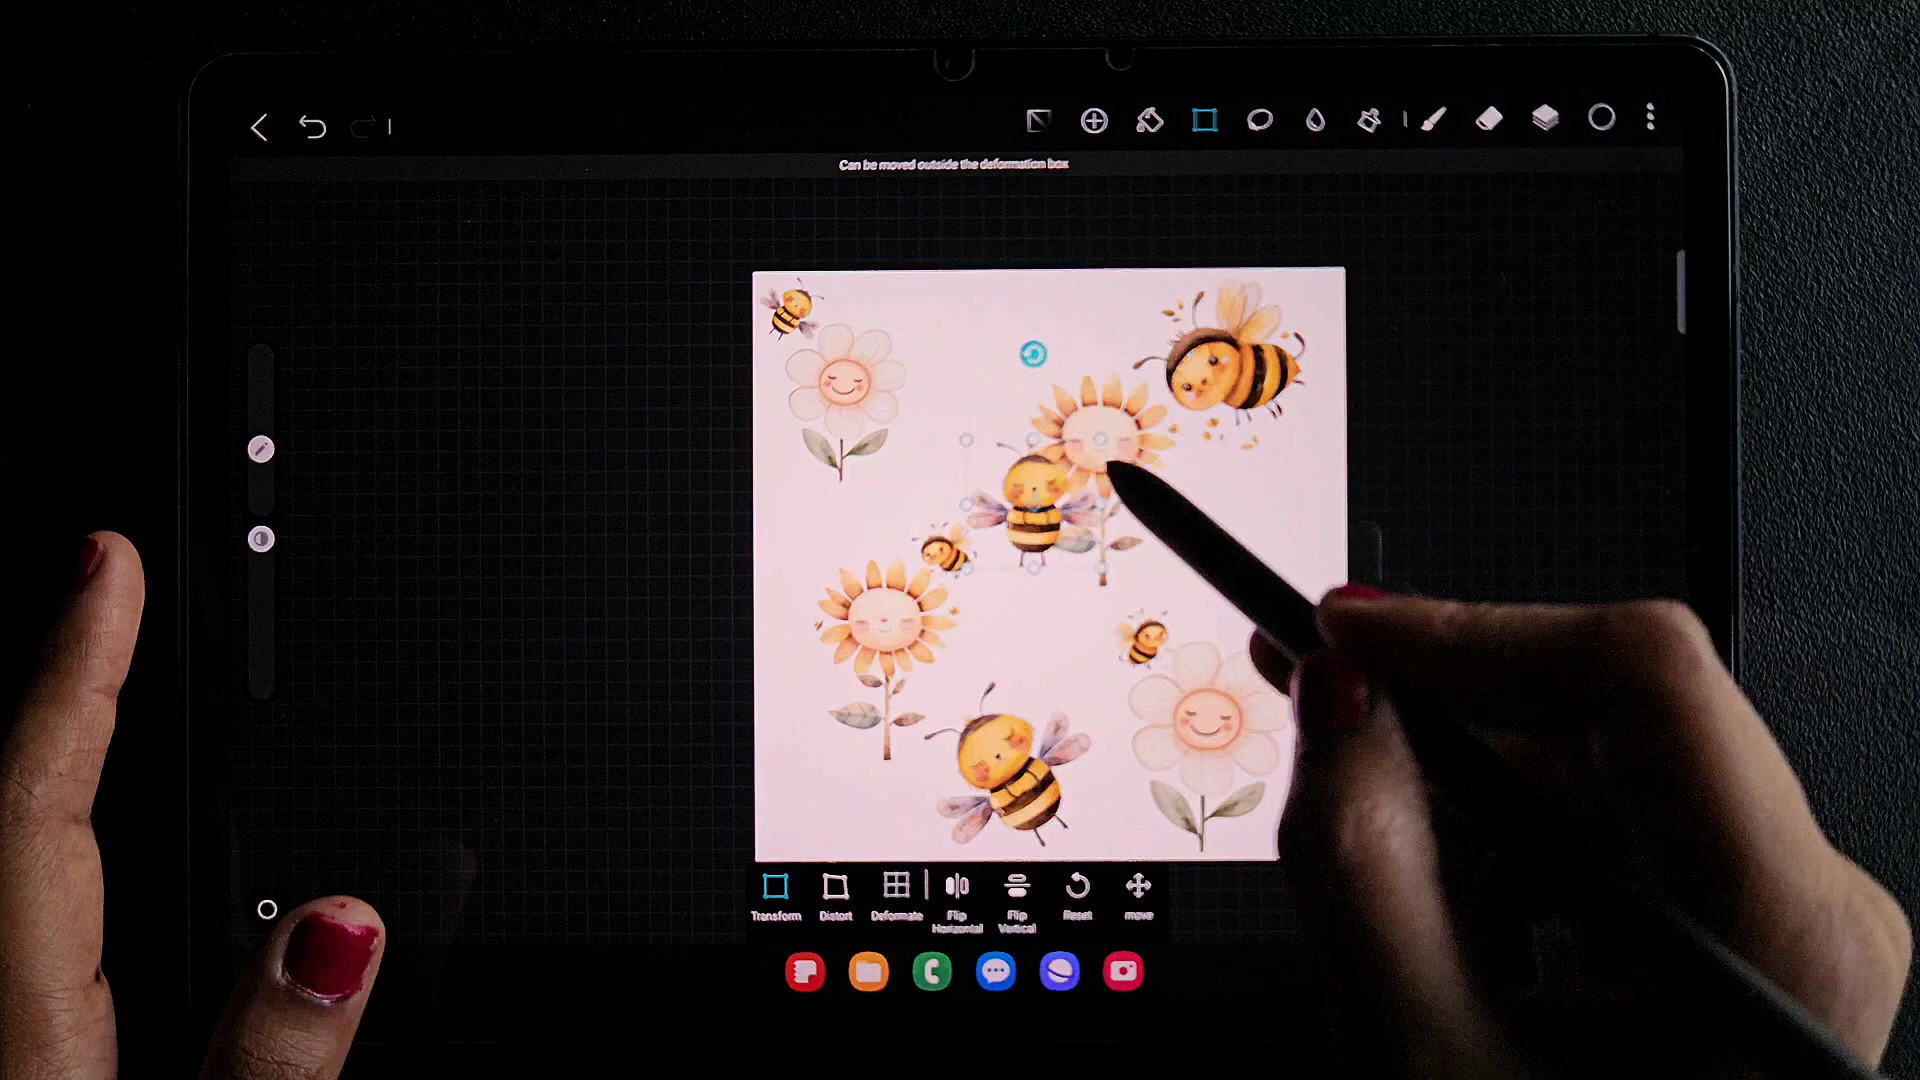 Can be moved outside the deformation box
Transform
Distort
Deformate
Flip Horizontal
Flip Vertical
Reset
move